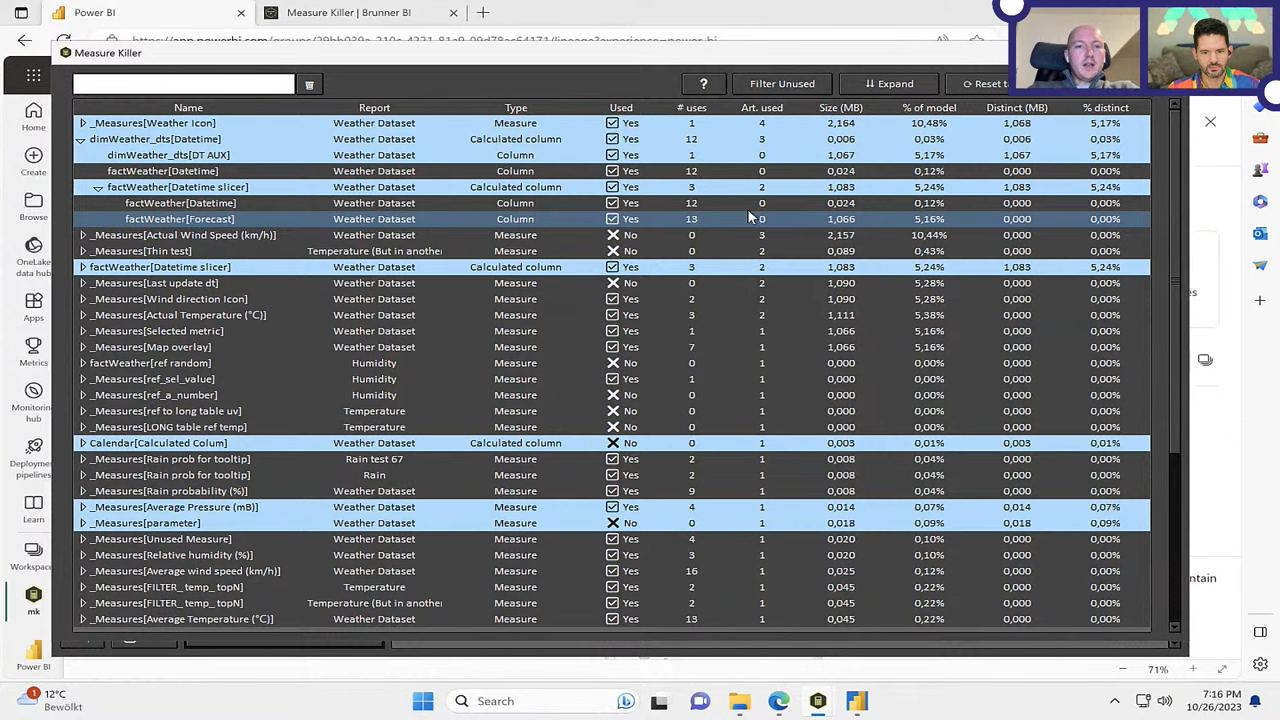 Power BI
Measure Killer | Brunner BI
Measure Killer
? Filter Unused Expand Reset to
Name Report Type Used # uses Art. used Size (MB) % of model Distinct (MB) % distinct
_Measures[Weather Icon] Weather Dataset Measure Yes 1 4 2,164 10,48% 1,068 5,17%
dimWeather_dts[Datetime] Weather Dataset Calculated column Yes 12 3 0,006 0,03% 0,006 0,03%
dimWeather_dts[DT AUX] Weather Dataset Column Yes 1 0 1,067 5,17% 1,067 5,17%
factWeather[Datetime] Weather Dataset Column Yes 12 0 0,024 0,12% 0,000 0,00%
factWeather[Datetime slicer] Weather Dataset Calculated column Yes 3 2 1,083 5,24% 1,083 5,24%
factWeather[Datetime] Weather Dataset Column Yes 12 0 0,024 0,12% 0,000 0,00%
factWeather[Forecast] Weather Dataset Column Yes 13 0 1,066 5,16% 0,000 0,00%
_Measures[Actual Wind Speed (km/h)] Weather Dataset Measure No 0 3 2,157 10,44% 0,000 0,00%
_Measures[Thin test] Temperature (But in another Measure No 0 2 0,089 0,43% 0,000 0,00%
factWeather[Datetime slicer] Weather Dataset Calculated column Yes 3 2 1,083 5,24% 1,083 5,24%
_Measures[Last update dt] Weather Dataset Measure No 0 2 1,090 5,28% 0,000 0,00%
_Measures[Wind direction Icon] Weather Dataset Measure Yes 2 2 1,090 5,28% 0,000 0,00%
_Measures[Actual Temperature (°C)] Weather Dataset Measure Yes 3 2 1,111 5,38% 0,000 0,00%
_Measures[Selected metric] Weather Dataset Measure Yes 1 1 1,066 5,16% 0,000 0,00%
_Measures[Map overlay] Weather Dataset Measure Yes 7 1 1,066 5,16% 0,000 0,00%
factWeather[ref random] Humidity Measure No 0 1 0,000 0,00% 0,000 0,00%
_Measures[ref_sel_value] Humidity Measure Yes 1 1 0,000 0,00% 0,000 0,00%
_Measures[ref_a_number] Humidity Measure No 0 1 0,000 0,00% 0,000 0,00%
_Measures[ref to long table uv] Temperature Measure No 0 1 0,000 0,00% 0,000 0,00%
_Measures[LONG table ref temp] Temperature Measure No 0 1 0,000 0,00% 0,000 0,00%
Calendar[Calculated Colum] Weather Dataset Calculated column No 0 1 0,003 0,01% 0,003 0,01%
_Measures[Rain prob for tooltip] Rain test 67 Measure Yes 2 1 0,008 0,04% 0,000 0,00%
_Measures[Rain prob for tooltip] Rain Measure Yes 2 1 0,008 0,04% 0,000 0,00%
_Measures[Rain probability (%)] Weather Dataset Measure Yes 9 1 0,008 0,04% 0,000 0,00%
_Measures[Average Pressure (mB)] Weather Dataset Measure Yes 4 1 0,014 0,07% 0,014 0,07%
_Measures[parameter] Weather Dataset Measure No 0 1 0,018 0,09% 0,018 0,09%
_Measures[Unused Measure] Weather Dataset Measure Yes 4 1 0,020 0,10% 0,000 0,00%
_Measures[Relative humidity (%)] Weather Dataset Measure Yes 3 1 0,020 0,10% 0,000 0,00%
_Measures[Average wind speed (km/h)] Weather Dataset Measure Yes 16 1 0,025 0,12% 0,000 0,00%
_Measures[FILTER_temp_topN] Temperature Measure Yes 2 1 0,045 0,22% 0,000 0,00%
_Measures[FILTER_temp_topN] Temperature (But in another Measure Yes 2 1 0,045 0,22% 0,000 0,00%
_Measures[Average Temperature (°C)] Weather Dataset Measure Yes 13 1 0,045 0,22% 0,000 0,00%
Home
Create
Browse
OneLake
data hub
Apps
Metrics
Monitoring
hub
Deployment
pipelines
Learn
Workspace
mk
Power BI
es
ntain
71%
1
12°C
Bewölkt
Search
7:16 PM
10/26/2023